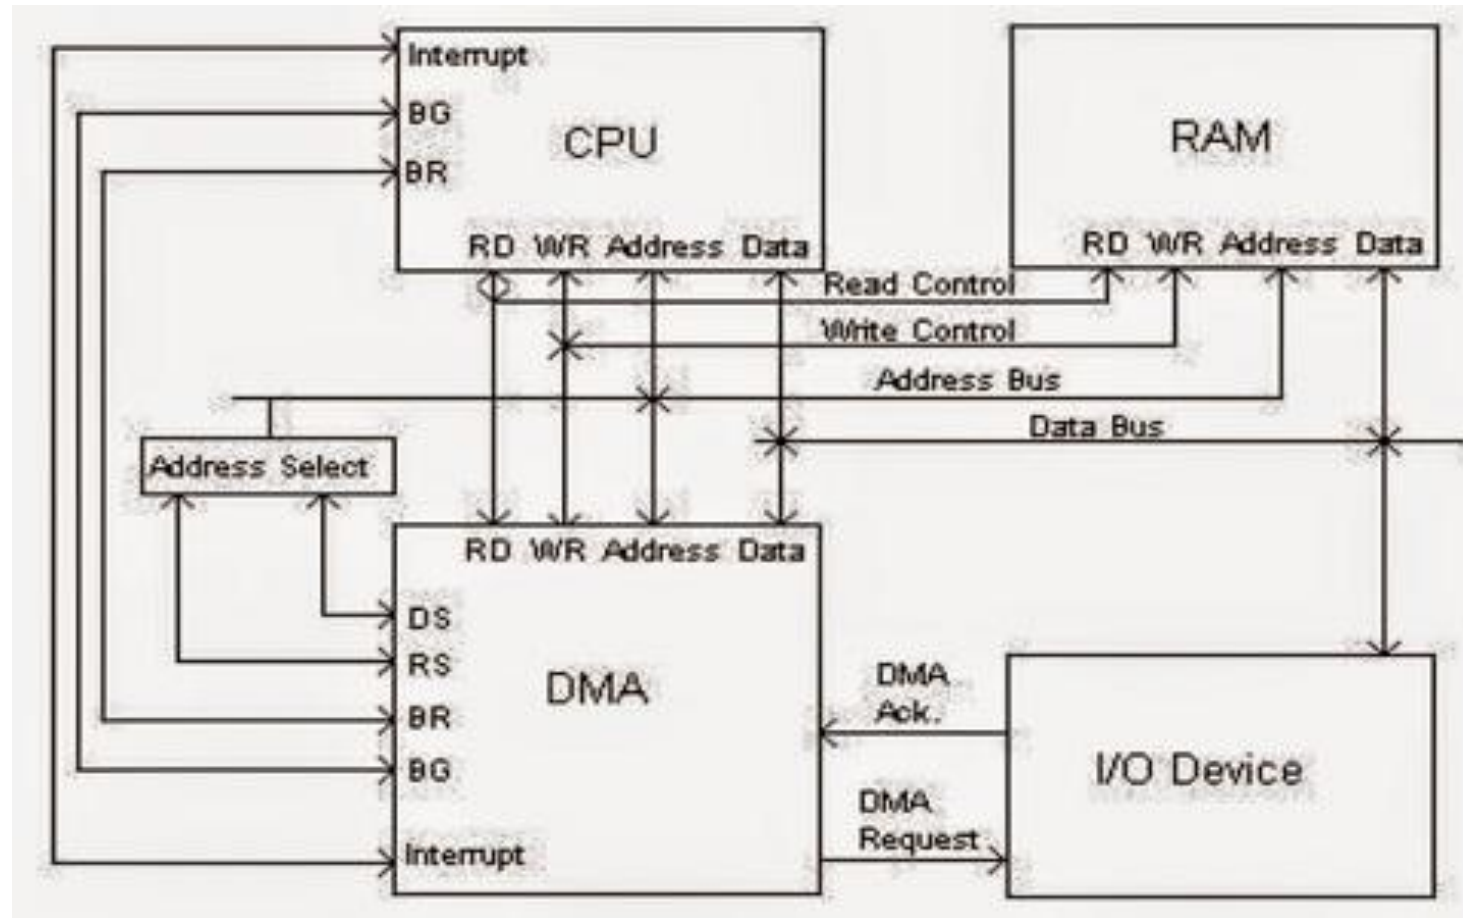 Interrupt
BG
CPU
BR
RD WR Address Data
RAM
RD WR Address Data
Read Control
Write Control
Address Bus
Data Bus
Address Select
RD WR Address Data
DS
RS
DMA
BR
BG
Interrupt
DMA
Ack.
DMA
Request
I/O Device